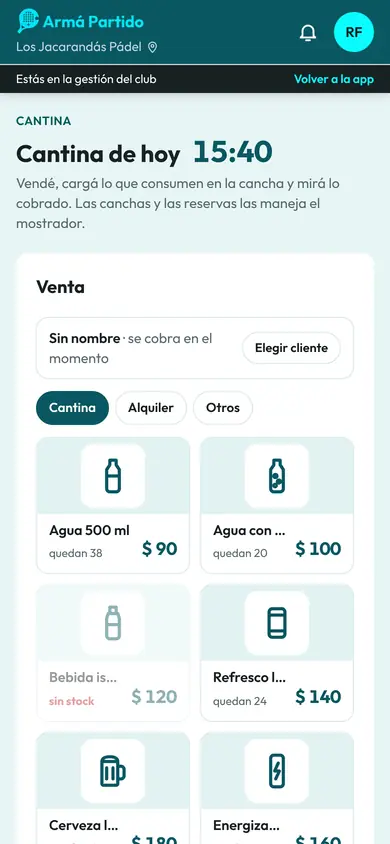 Armá Partido
RF
Los Jacarandás Pádel
Estás en la gestión del club
Volver a la app
CANTINA
Cantina de hoy 15:40
Vendé, cargá lo que consumen en la cancha y mirá lo
cobrado. Las canchas y las reservas las maneja el
mostrador.
Venta
Sin nombre · se cobra en el
momento
Elegir cliente
Cantina
Alquiler
Otros
Agua 500 ml
quedan 38
$ 90
Agua con ...
quedan 20
$ 100
Bebida is...
sin stock
$ 120
Refresco l...
quedan 24
$ 140
Cerveza l...
$ 180
Energiza...
$ 160